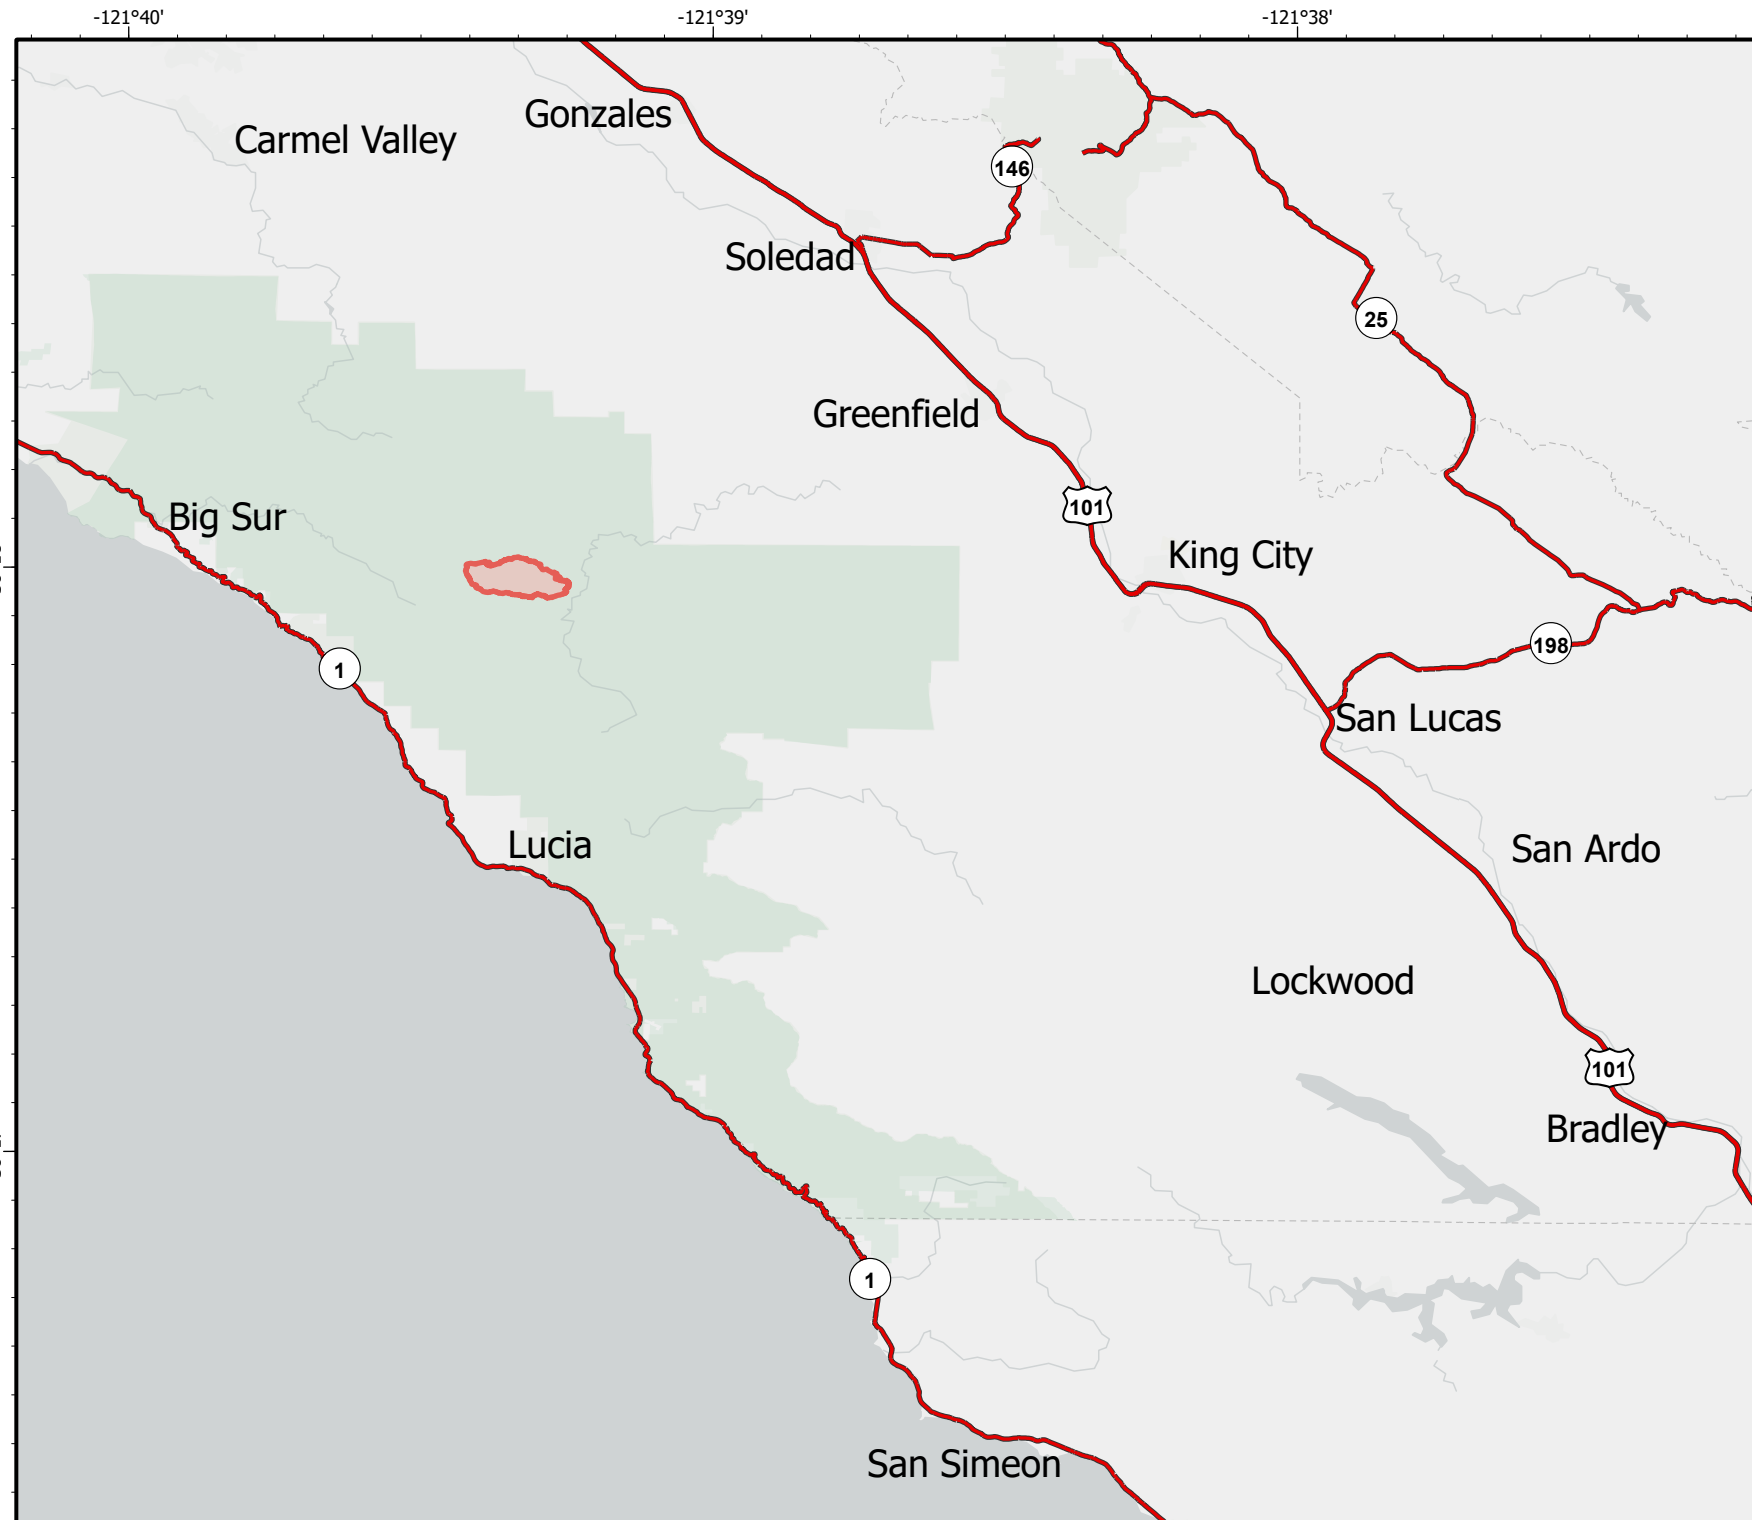 -121°40'
-121°39'
-121°38'
Gonzales
Carmel Valley
146
Soledad
25
Greenfield
101
Big Sur
King City
198
1
San Lucas
Lucia
San Ardo
Lockwood
101
Bradley
1
San Simeon